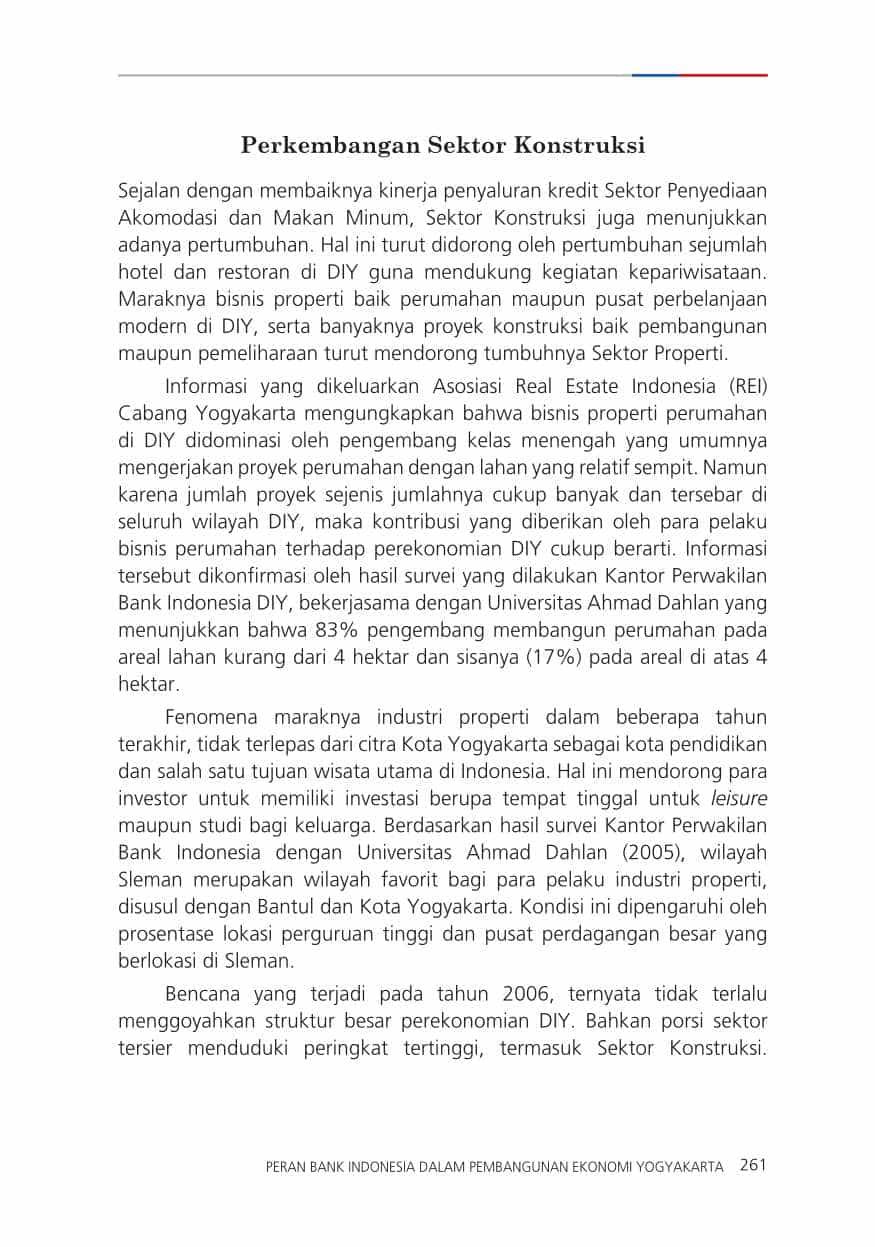 Perkembangan Sektor Konstruksi
Sejalan dengan membaiknya kinerja penyaluran kredit Sektor Penyediaan
Akomodasi dan Makan Minum, Sektor Konstruksi juga menunjukkan
adanya pertumbuhan. Hal ini turut didorong oleh pertumbuhan sejumlah
hotel dan restoran di DIY guna mendukung kegiatan kepariwisataan.
Maraknya bisnis properti baik perumahan maupun pusat perbelanjaan
modern di DIY, serta banyaknya proyek konstruksi baik pembangunan
maupun pemeliharaan turut mendorong tumbuhnya Sektor Properti.
Informasi yang dikeluarkan Asosiasi Real Estate Indonesia (REI)
Cabang Yogyakarta mengungkapkan bahwa bisnis properti perumahan
di DIY didominasi oleh pengembang kelas menengah yang umumnya
mengerjakan proyek perumahan dengan lahan yang relatif sempit. Namun
karena jumlah proyek sejenis jumlahnya cukup banyak dan tersebar di
seluruh wilayah DIY, maka kontribusi yang diberikan oleh para pelaku
bisnis perumahan terhadap perekonomian DIY cukup berarti. Informasi
tersebut dikonfirmasi oleh hasil survei yang dilakukan Kantor Perwakilan
Bank Indonesia DIY, bekerjasama dengan Universitas Ahmad Dahlan yang
menunjukkan bahwa 83% pengembang membangun perumahan pada
areal lahan kurang dari 4 hektar dan sisanya (17%) pada areal di atas 4
hektar.
Fenomena maraknya industri properti dalam beberapa tahun
terakhir, tidak terlepas dari citra Kota Yogyakarta sebagai kota pendidikan
dan salah satu tujuan wisata utama di Indonesia. Hal ini mendorong para
investor untuk memiliki investasi berupa tempat tinggal untuk leisure
maupun studi bagi keluarga. Berdasarkan hasil survei Kantor Perwakilan
Bank Indonesia dengan Universitas Ahmad Dahlan (2005), wilayah
Sleman merupakan wilayah favorit bagi para pelaku industri properti,
disusul dengan Bantul dan Kota Yogyakarta. Kondisi ini dipengaruhi oleh
prosentase lokasi perguruan tinggi dan pusat perdagangan besar yang
berlokasi di Sleman.
Bencana yang terjadi pada tahun 2006, ternyata tidak terlalu
menggoyahkan struktur besar perekonomian DIY. Bahkan porsi sektor
tersier menduduki peringkat tertinggi, termasuk Sektor Konstruksi.
PERAN BANK INDONESIA DALAM PEMBANGUNAN EKONOMI YOGYAKARTA 261